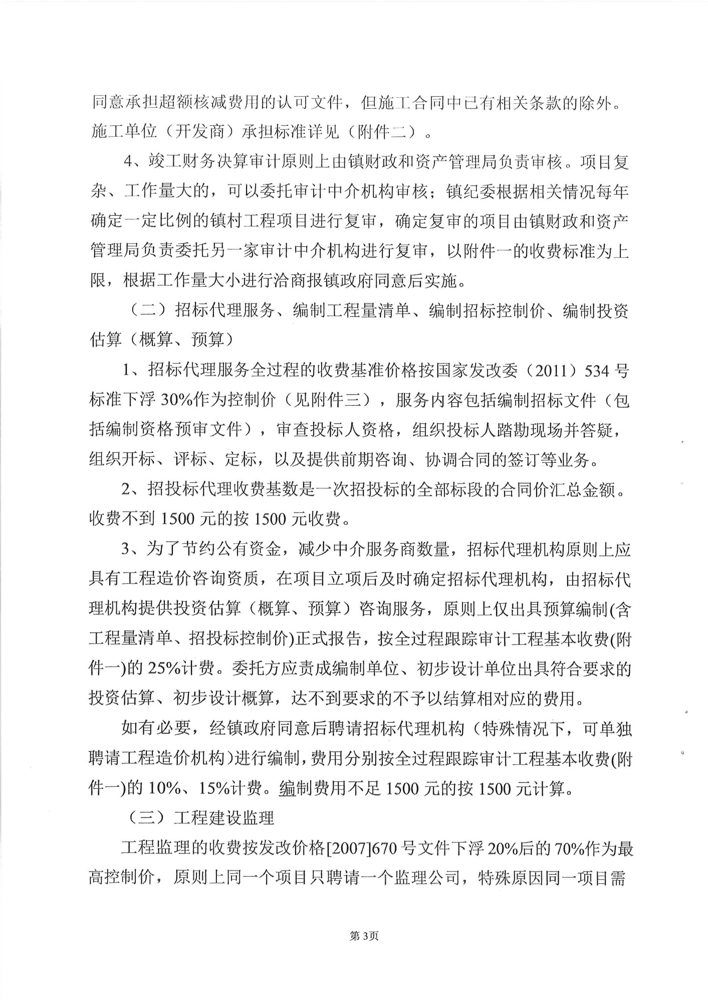 同意承担超额核减费用的认可文件，但施工合同中已有相关条款的除外。
施工单位（开发商）承担标准详见（附件二）。
4、竣工财务决算审计原则上由镇财政和资产管理局负责审核。项目复
杂、工作量大的，可以委托审计中介机构审核；镇纪委根据相关情况每年
确定一定比例的镇村工程项目进行复审，确定复审的项目由镇财政和资产
管理局负责委托另一家审计中介机构进行复审，以附件一的收费标准为上
限，根据工作量大小进行洽商报镇政府同意后实施。
（二）招标代理服务、编制工程量清单、编制招标控制价、编制投资
估算（概算、预算）
1、招标代理服务全过程的收费基准价格按国家发改委（2011）534号
标准下浮 30%作为控制价（见附件三），服务内容包括编制招标文件（包
括编制资格预审文件），审查投标人资格，组织投标人踏勘现场并答疑，
组织开标、评标、定标，以及提供前期咨询、协调合同的签订等业务。
2、招投标代理收费基数是一次招投标的全部标段的合同价汇总金额。
收费不到 1500 元的按 1500 元收费。
3、为了节约公有资金，减少中介服务商数量，招标代理机构原则上应
具有工程造价咨询资质，在项目立项后及时确定招标代理机构，由招标代
理机构提供投资估算（概算、预算）咨询服务，原则上仅出具预算编制(含
工程量清单、招投标控制价)正式报告，按全过程跟踪审计工程基本收费(附
件一)的 25%计费。委托方应责成编制单位、初步设计单位出具符合要求的
投资估算、初步设计概算，达不到要求的不予以结算相对应的费用。
如有必要，经镇政府同意后聘请招标代理机构（特殊情况下，可单独
聘请工程造价机构)进行编制,费用分别按全过程跟踪审计工程基本收费(附
件一)的 10%、15%计费。编制费用不足 1500 元的按 1500 元计算。
（三）工程建设监理
工程监理的收费按发改价格[2007]670号文件下浮20%后的70%作为最
高控制价，原则上同一个项目只聘请一个监理公司，特殊原因同一项目需
第 3页